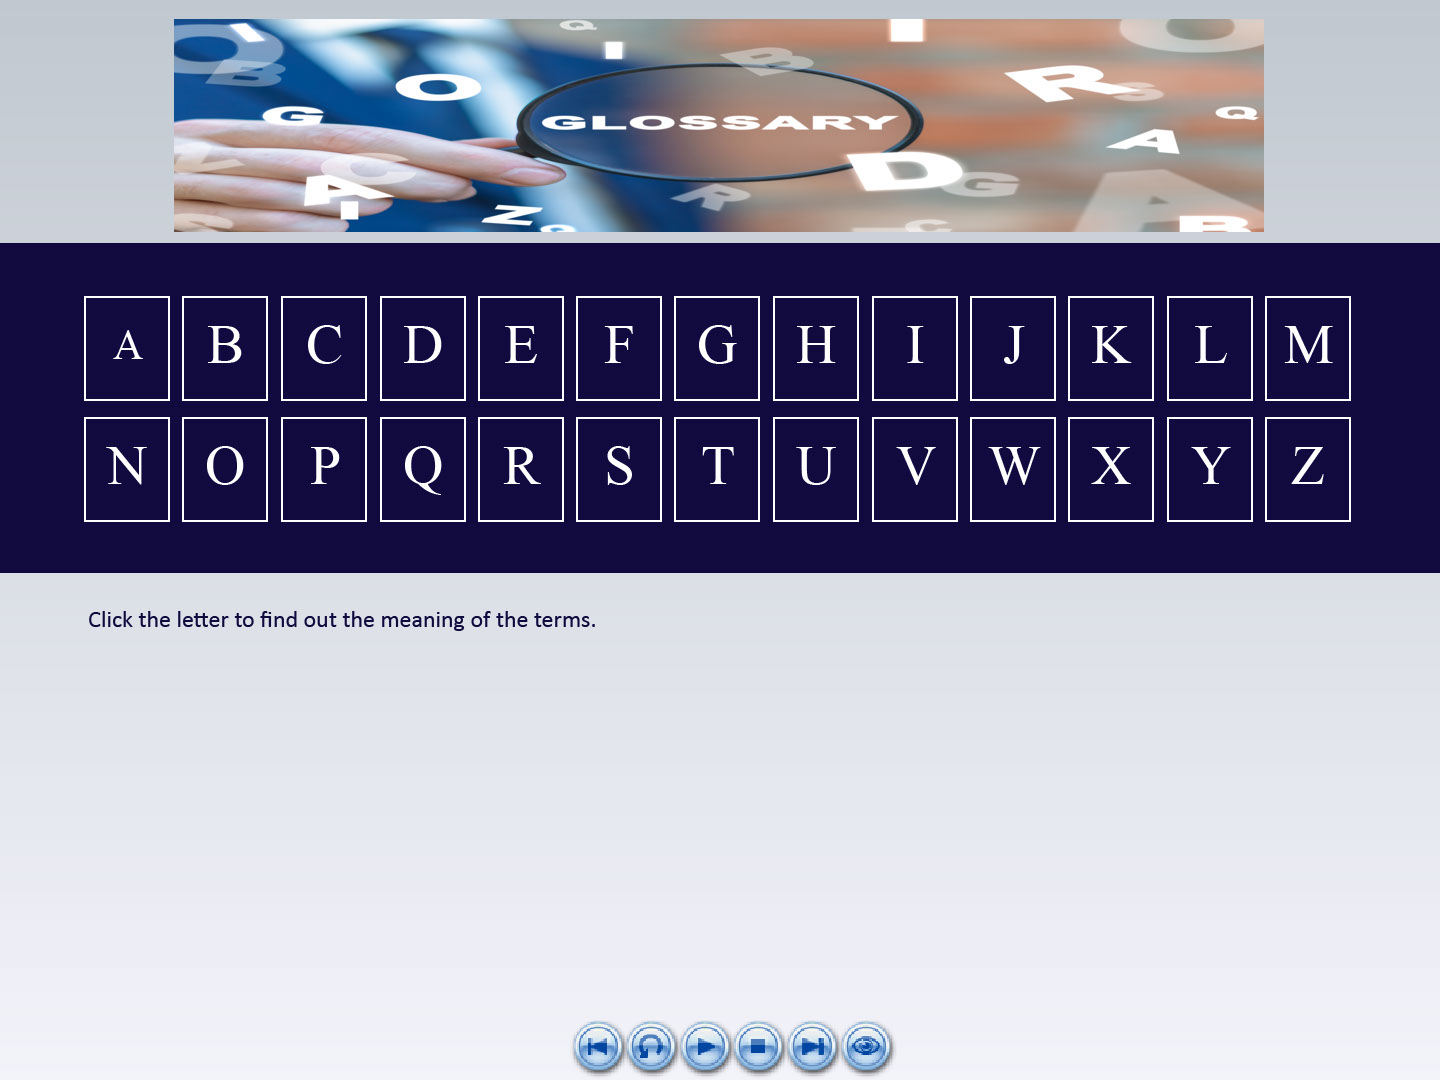 GLOSSARY
A B C D E F G H I J K L M
N O P Q R S T U V W X Y Z
Click the letter to find out the meaning of the terms.